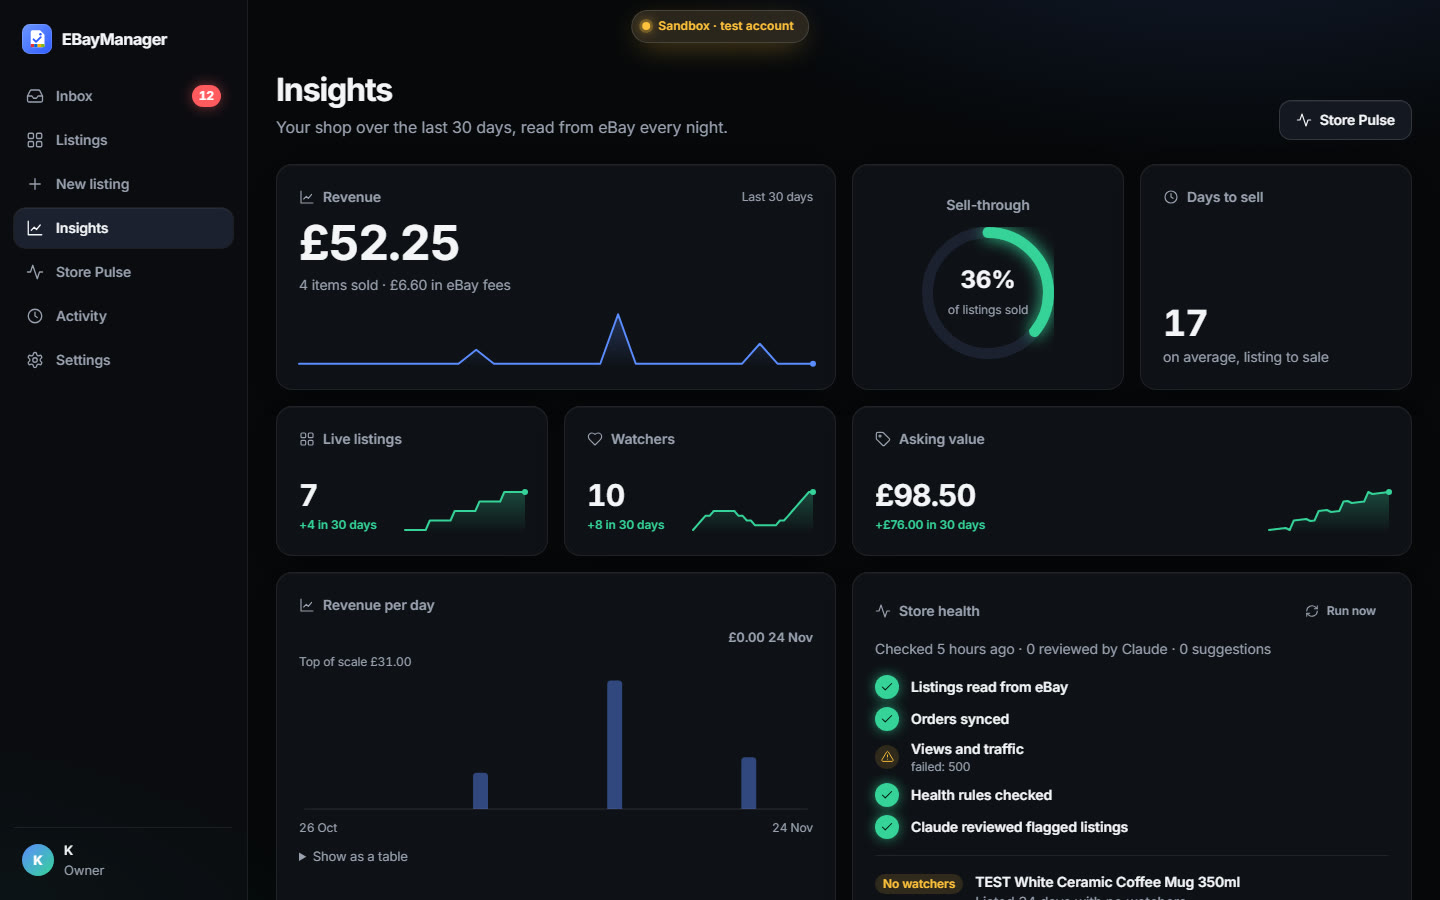 Sandbox · test account
EBayManager
Inbox
12
Listings
New listing
Insights
Store Pulse
Activity
Settings
K
K
Owner
Insights
Your shop over the last 30 days, read from eBay every night.
Store Pulse
Revenue
Last 30 days
£52.25
4 items sold · £6.60 in eBay fees
Sell-through
36%
of listings sold
Days to sell
17
on average, listing to sale
Live listings
7
+4 in 30 days
Watchers
10
+8 in 30 days
Asking value
£98.50
+£76.00 in 30 days
Revenue per day
£0.00 24 Nov
Top of scale £31.00
26 Oct
24 Nov
Show as a table
Store health
Run now
Checked 5 hours ago · 0 reviewed by Claude · 0 suggestions
Listings read from eBay
Orders synced
Views and traffic
failed: 500
Health rules checked
Claude reviewed flagged listings
No watchers
TEST White Ceramic Coffee Mug 350ml